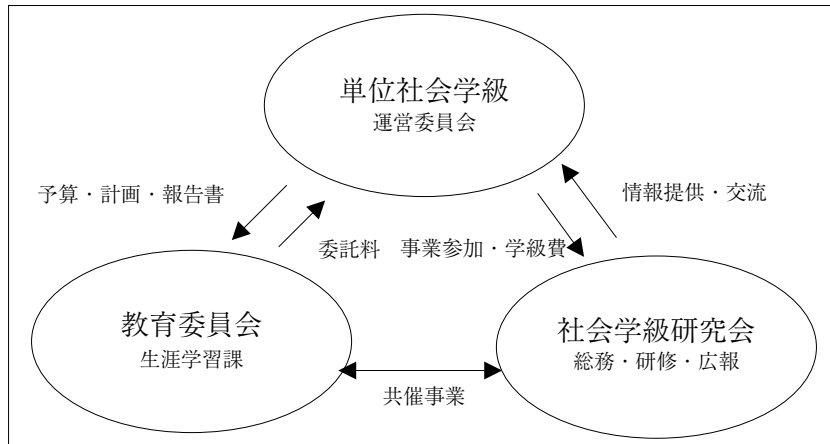 単位社会学級
運営委員会
予算・計画・報告書
情報提供・交流
委託料
事業参加・学級費
教育委員会
生涯学習課
社会学級研究会
総務・研修・広報
共催事業